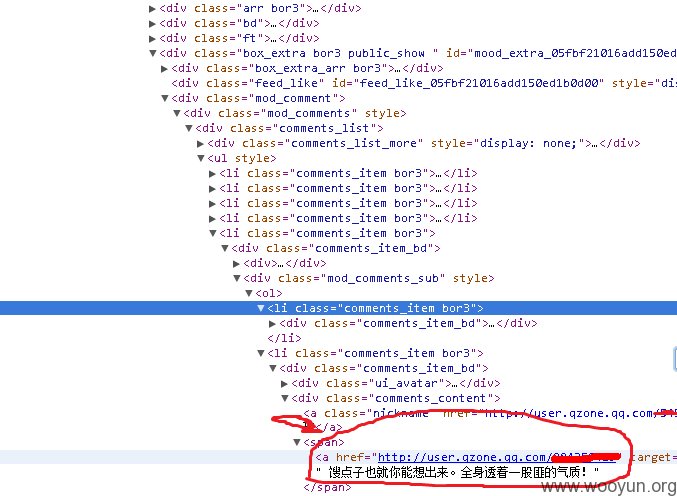 ▶<div class="arr bor3">…</div>
▶<div class="bd">…</div>
▶<div class="ft">…</div>
▼<div class="box_extra bor3 public_show " id="mood_extra_05fbf21016add150ed
▶<div class="box_extra_arr bor3">…</div>
<div class="feed_like" id="feed_like_05fbf21016add150ed1b0d00" style="dis
▼<div class="mod_comment">
▼<div class="mod_comments" style>
▼<div class="comments_list">
▶<div class="comments_list_more" style="display: none;">…</div>
▼<ul style>
▶<li class="comments_item bor3">…</li>
▶<li class="comments_item bor3">…</li>
▶<li class="comments_item bor3">…</li>
▶<li class="comments_item bor3">…</li>
▼<li class="comments_item bor3">
▼<div class="comments_item_bd">
▶<div>…</div>
▼<div class="mod_comments_sub" style>
▼<ol>
▼<li class="comments_item bor3">
▶<div class="comments_item_bd">…</div>
</li>
▼<li class="comments_item bor3">
▼<div class="comments_item_bd">
▶<div class="ui_avatar">…</div>
▼<div class="comments_content">
<a class="nickname" href="http://user.qzone.qq.com/
</a>
▼<span>
<a href="http://user.qzone.qq.com/ target=
" 馊点子也就你能想出来。全身透着一股匪的气质！"
</span>
www.wooyun.org